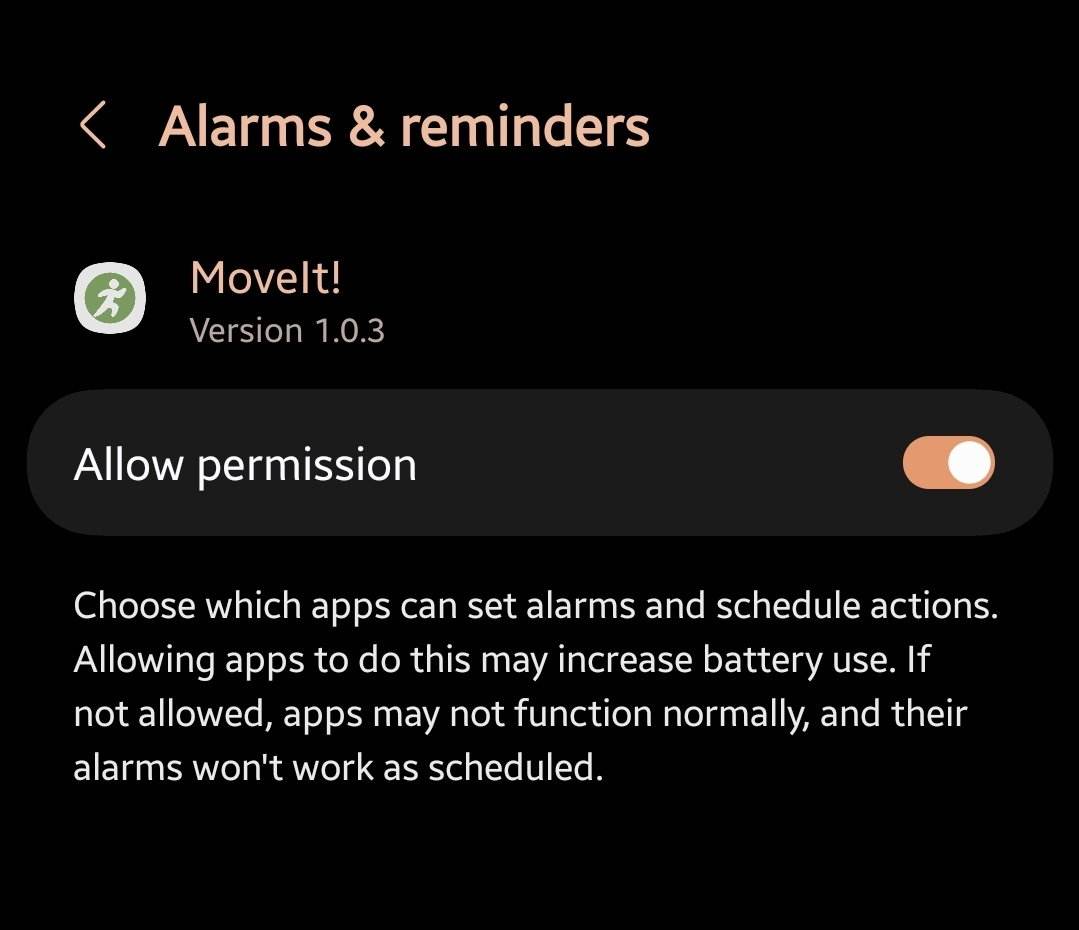 Alarms & reminders
MoveIt!
Version 1.0.3
Allow permission
Choose which apps can set alarms and schedule actions.
Allowing apps to do this may increase battery use. If
not allowed, apps may not function normally, and their
alarms won't work as scheduled.